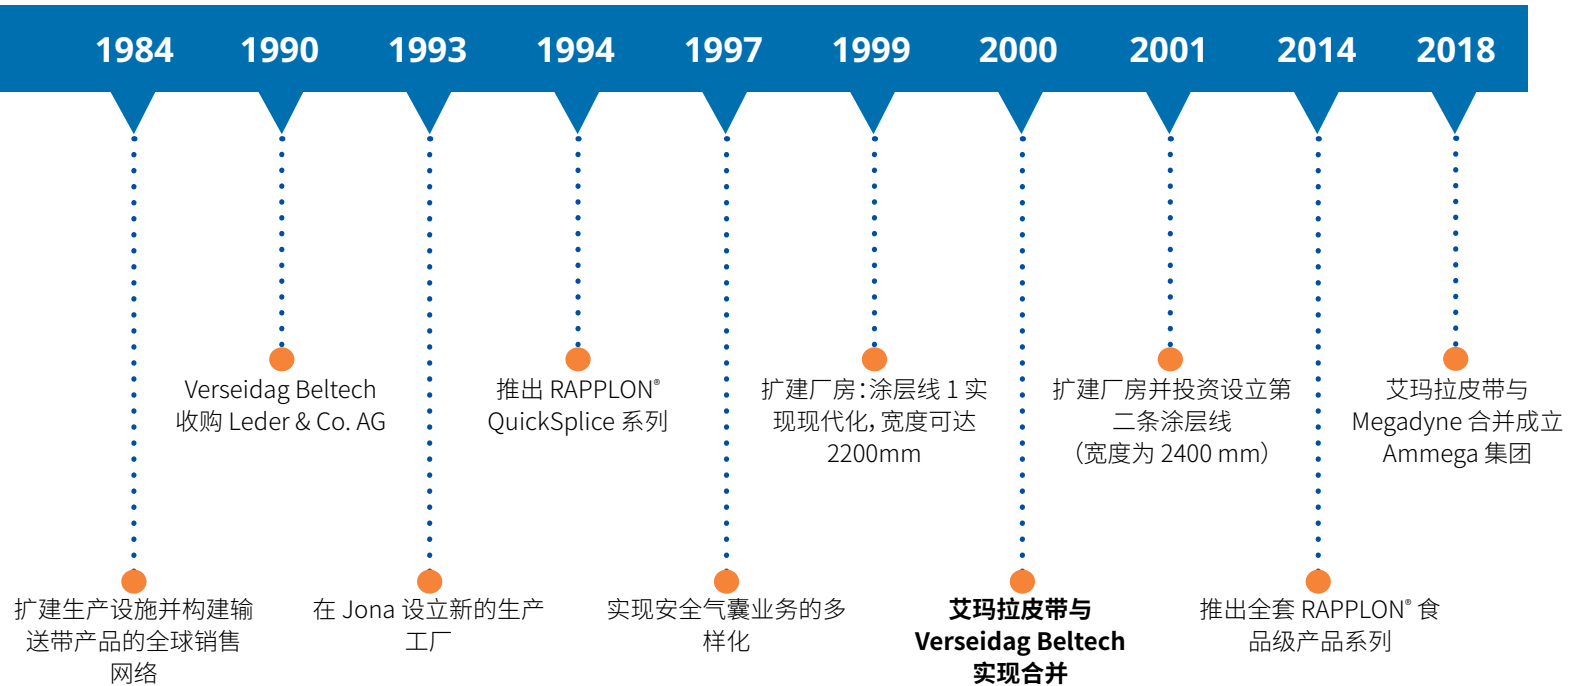 1984 1990 1993 1994 1997 1999 2000 2001 2014 2018
Verseidag Beltech
收购 Leder & Co. AG
推出 RAPPLON®
QuickSplice 系列
扩建厂房：涂层线 1 实
现现代化，宽度可达
2200mm
扩建厂房并投资设立第
二条涂层线
（宽度为 2400 mm）
艾玛拉皮带与
Megadyne 合并成立
Ammega 集团
扩建生产设施并构建输
送带产品的全球销售
网络
在 Jona 设立新的生产
工厂
实现安全气囊业务的多
样化
艾玛拉皮带与
Verseidag Beltech
实现合并
推出全套 RAPPLON® 食
品级产品系列